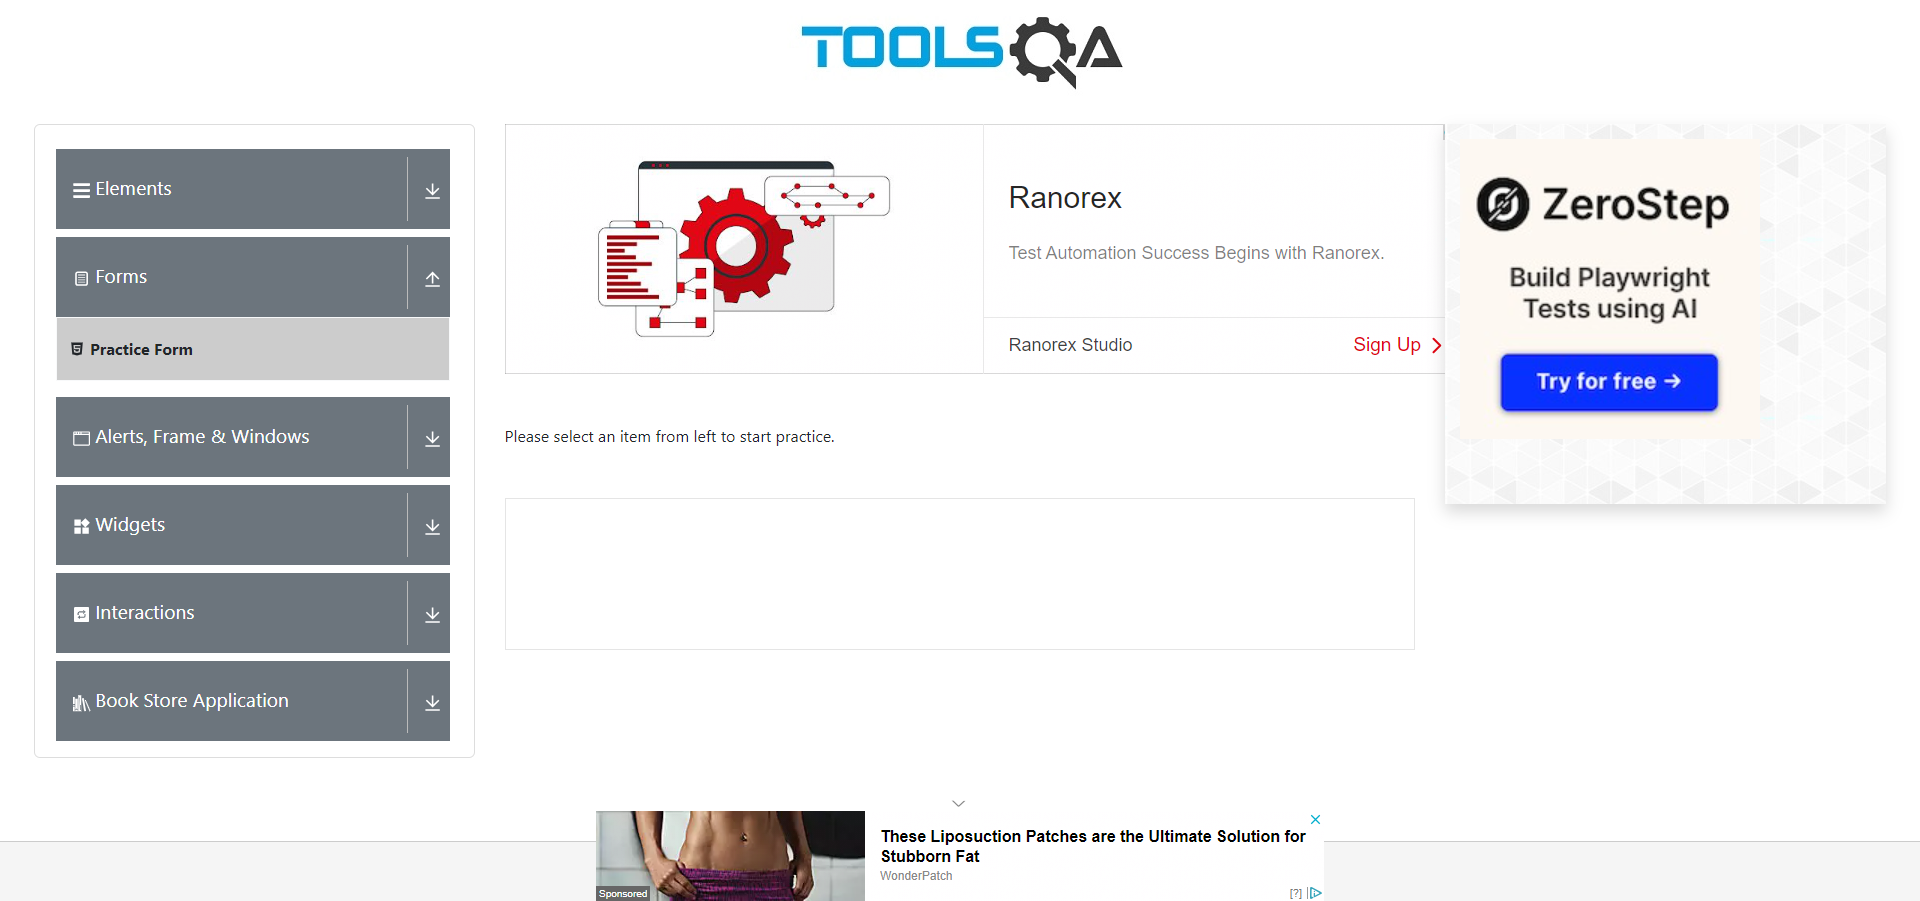 TOOLSQA
Elements
Forms
Practice Form
Alerts, Frame & Windows
Widgets
Interactions
Book Store Application
Ranorex
Test Automation Success Begins with Ranorex.
Ranorex Studio
Sign Up
Please select an item from left to start practice.
ZeroStep
Build Playwright
Tests using AI
Try for free →
These Liposuction Patches are the Ultimate Solution for
Stubborn Fat
WonderPatch
Sponsored
[?]